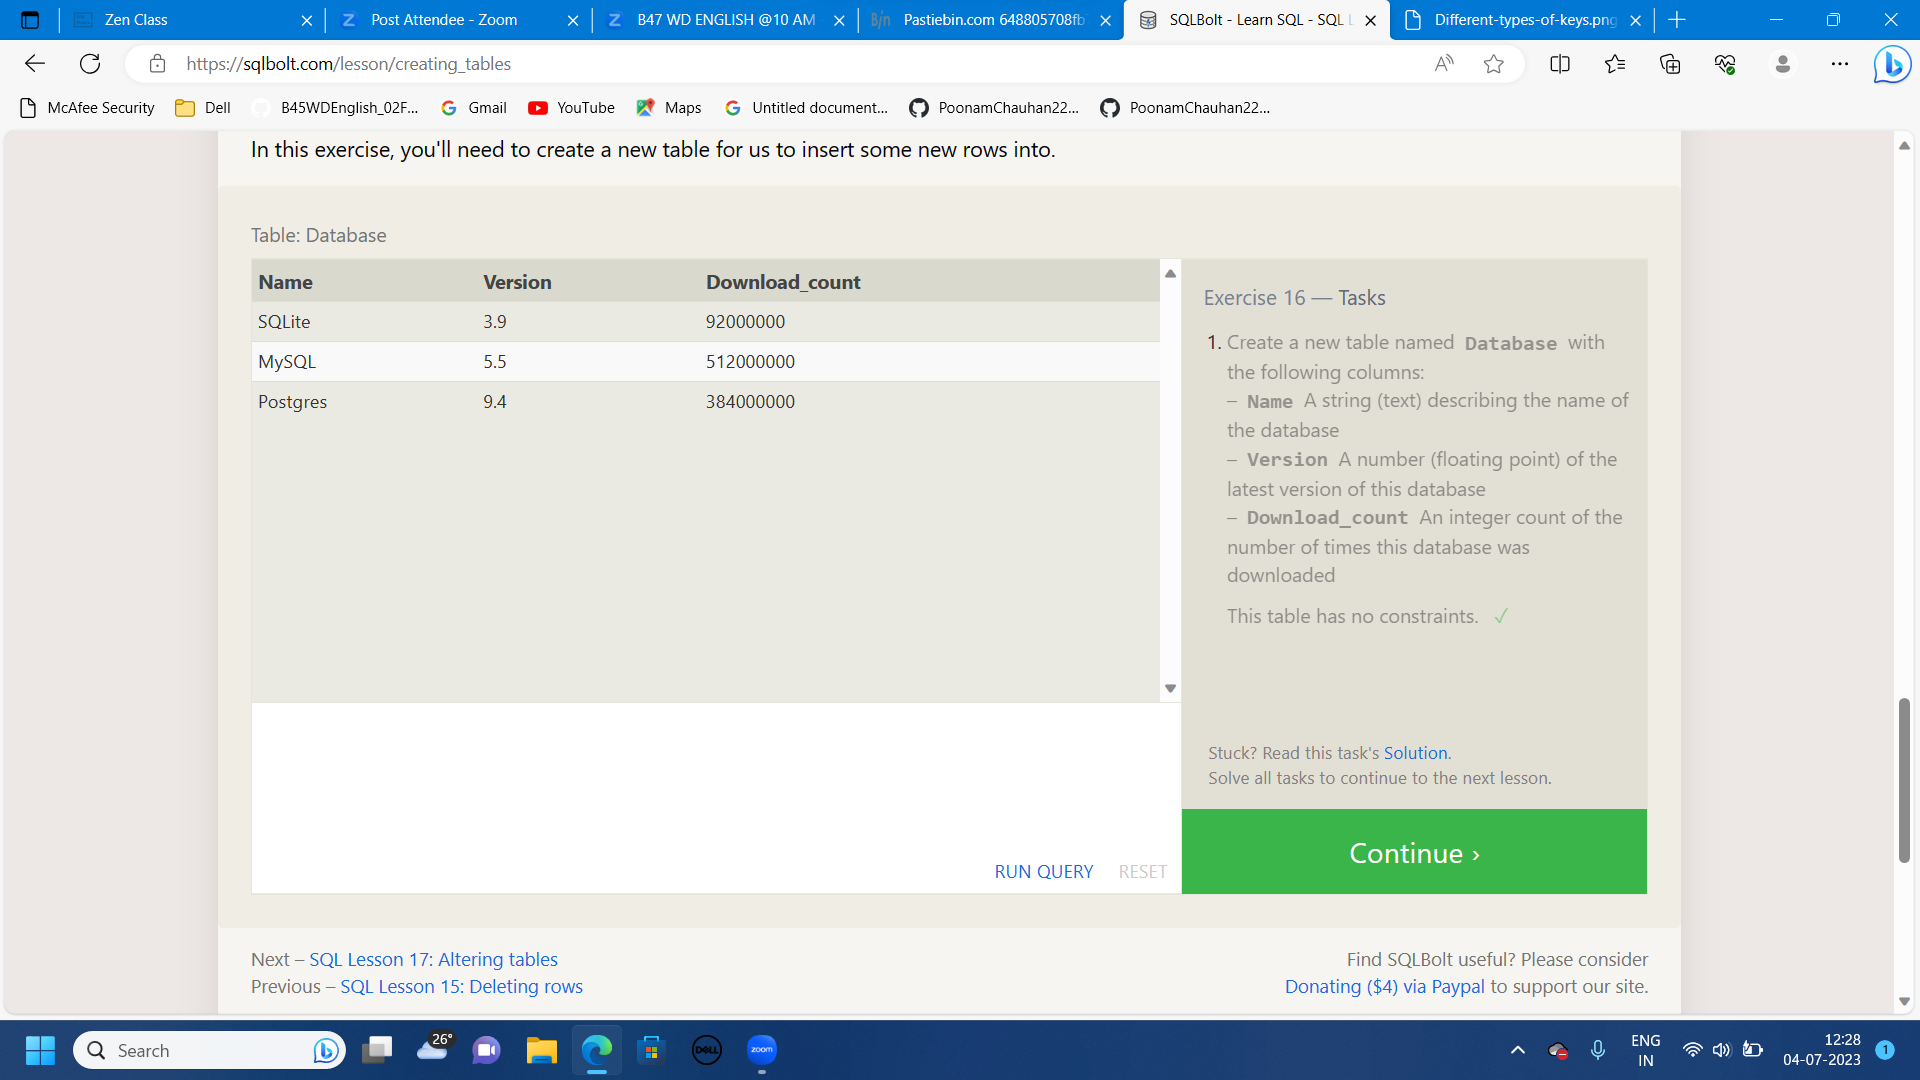 Zen Class
Post Attendee - Zoom
B47 WD ENGLISH @10 AM
Pastiebin.com 648805708fb
SQLBolt - Learn SQL - SQL L
Different-types-of-keys.png
https://sqlbolt.com/lesson/creating_tables
McAfee Security
Dell
B45WDEnglish_02F...
Gmail
YouTube
Maps
Untitled document...
PoonamChauhan22...
PoonamChauhan22...
In this exercise, you'll need to create a new table for us to insert some new rows into.
Table: Database
Name Version Download_count
SQLite 3.9 92000000
MySQL 5.5 512000000
Postgres 9.4 384000000
RUN QUERY RESET
Exercise 16 — Tasks
1. Create a new table named Database with
the following columns:
– Name A string (text) describing the name of
the database
– Version A number (floating point) of the
latest version of this database
– Download_count An integer count of the
number of times this database was
downloaded
This table has no constraints. ✓
Stuck? Read this task's Solution.
Solve all tasks to continue to the next lesson.
Continue ›
Next – SQL Lesson 17: Altering tables
Previous – SQL Lesson 15: Deleting rows
Find SQLBolt useful? Please consider
Donating ($4) via Paypal to support our site.
Search
26°
DELL
zoom
ENG
IN
12:28
04-07-2023
1